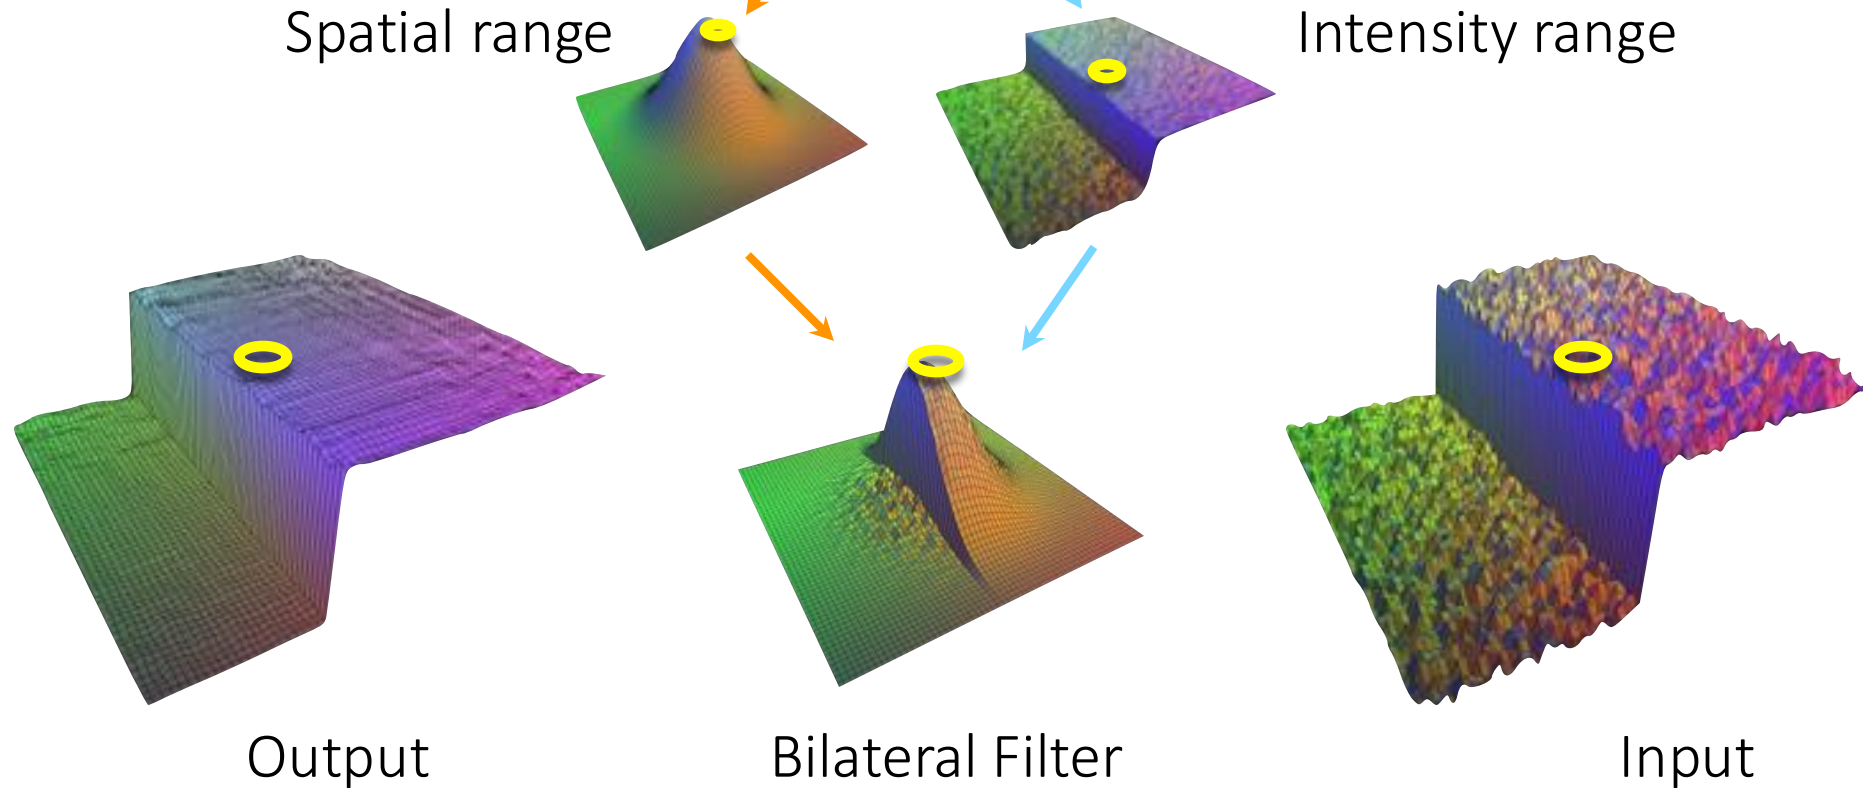 Spatial range
Intensity range
Output
Bilateral Filter
Input